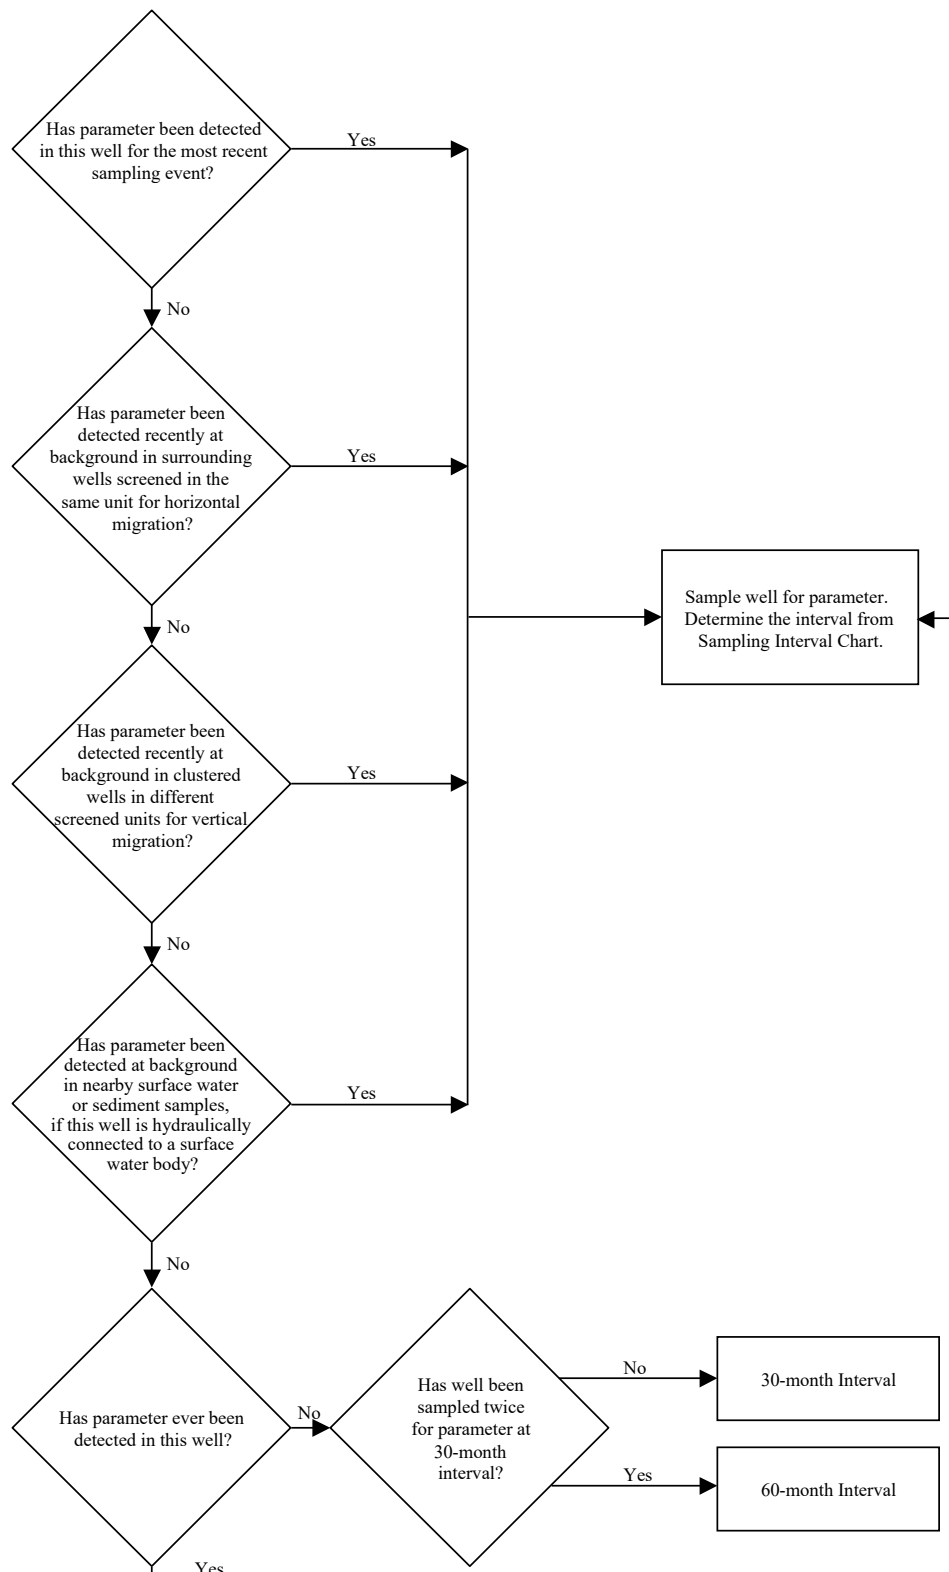 Has parameter been detected
in this well for the most recent
sampling event?
Yes
No
Has parameter been
detected recently at
background in surrounding
wells screened in the
same unit for horizontal
migration?
Yes
No
Sample well for parameter.
Determine the interval from
Sampling Interval Chart.
Has parameter been
detected recently at
background in clustered
wells in different
screened units for vertical
migration?
Yes
No
Has parameter been
detected at background
in nearby surface water
or sediment samples,
if this well is hydraulically
connected to a surface
water body?
Yes
No
Has parameter ever been
detected in this well?
No
Has well been
sampled twice
for parameter at
30-month
interval?
No
30-month Interval
Yes
60-month Interval
Yes